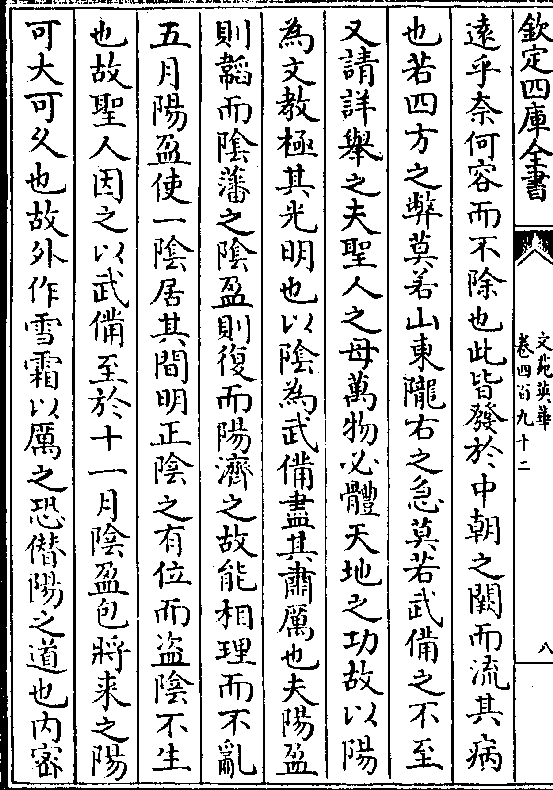 欽定四庫全書
文苑英華
卷四百九十二
八
遠乎奈何容而不除也此皆發於中朝之闕而流其病
也若四方之弊莫若山東隴右之急莫若武備之不至
又請詳舉之夫聖人之母萬物必體天地之功故以陽
為文教極其光明也以陰為武備盡其肅厲也夫陽盈
則韜而陰藩之陰盈則復而陽濟之故能相理而不亂
五月陽盈使一陰居其間明正陰之有位而盜陰不生
也故聖人因之以武備至於十一月陰盈包將來之陽
可大可久也故外作雪霜以厲之恐僣陽之道也内密